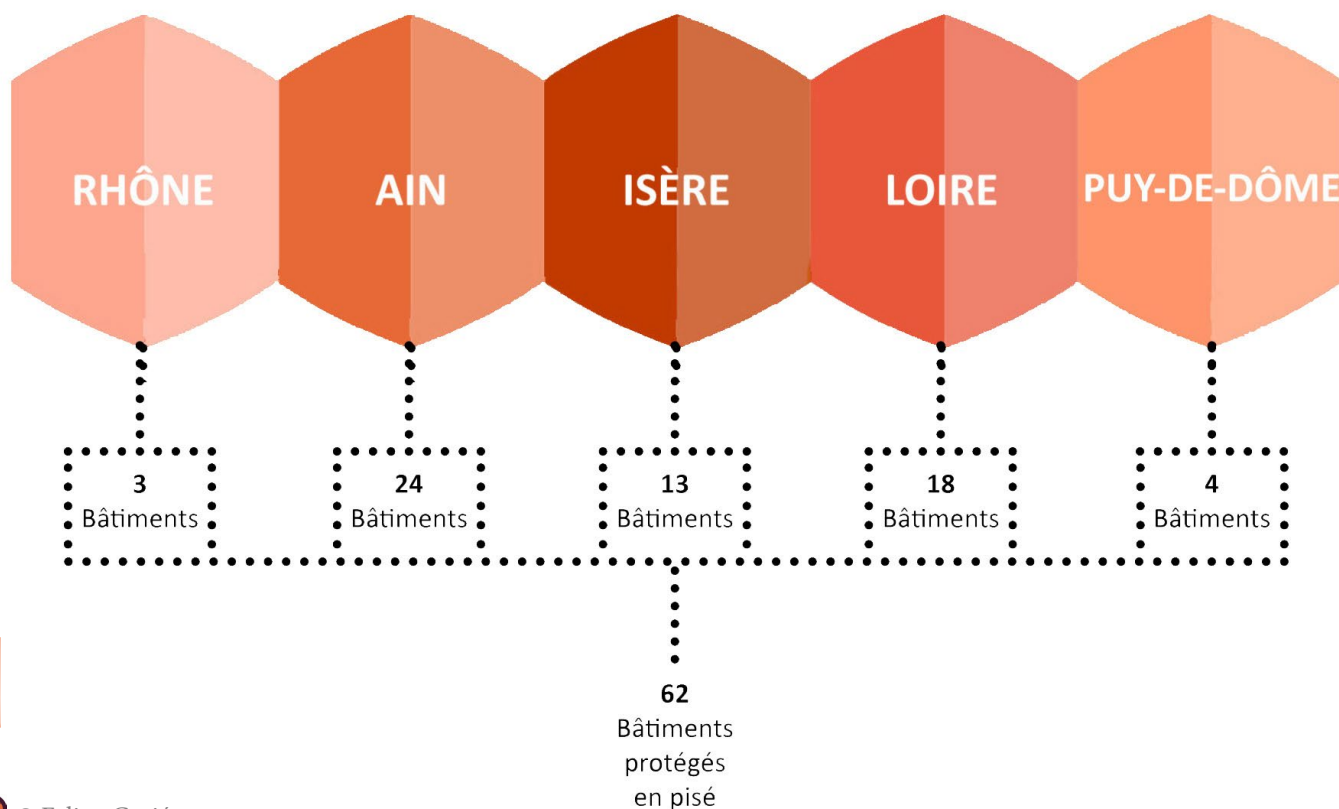 RHÔNE
AIN
ISÈRE
LOIRE
PUY-DE-DÔME
3
Bâtiments
24
Bâtiments
13
Bâtiments
18
Bâtiments
4
Bâtiments
62
Bâtiments
protégés
en pisé